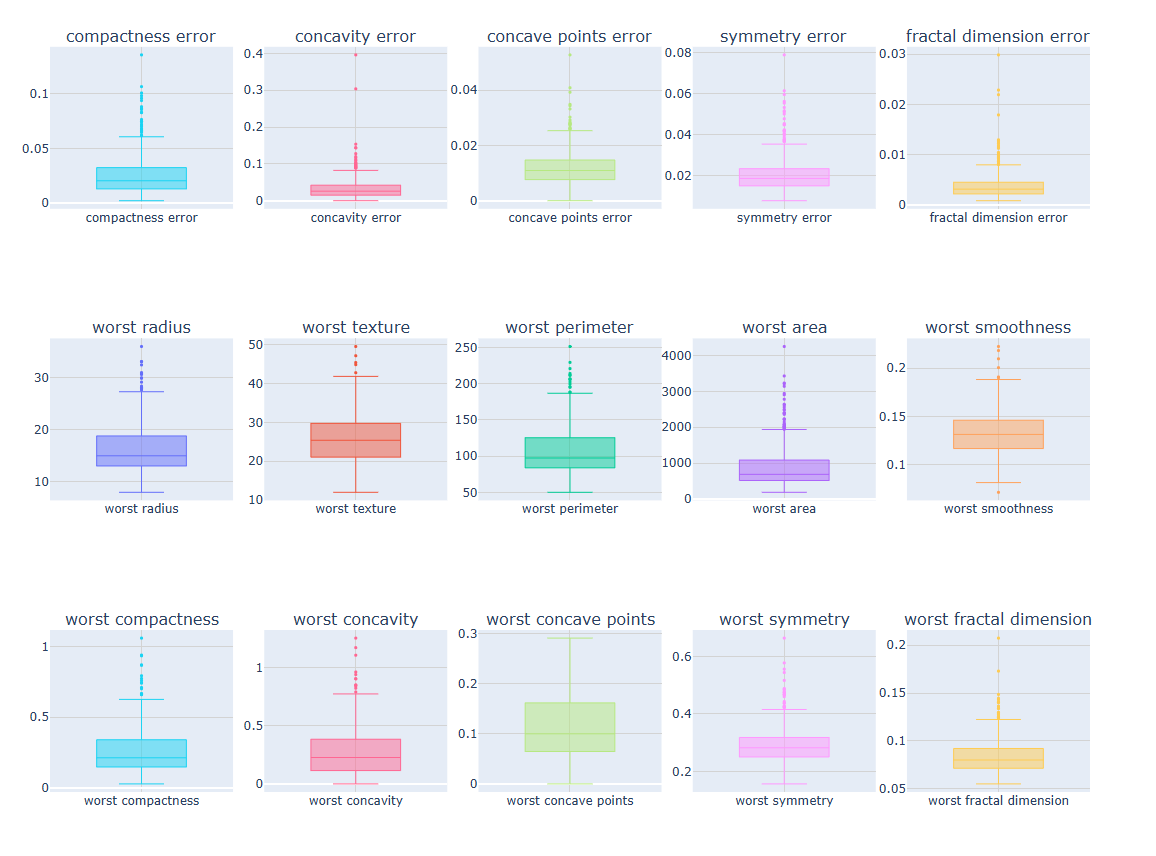 compactness error
concavity error
concave points error
symmetry error
fractal dimension error
0.1
0.05
0
compactness error
0.4
0.3
0.2
0.1
0
concavity error
0.04
0.02
0
concave points error
0.08
0.06
0.04
0.02
symmetry error
0.03
0.02
0.01
0
fractal dimension error
worst radius
worst texture
worst perimeter
worst area
worst smoothness
30
20
10
worst radius
50
40
30
20
10
worst texture
250
200
150
100
50
worst perimeter
4000
3000
2000
1000
0
worst area
0.2
0.15
0.1
worst smoothness
worst compactness
worst concavity
worst concave points
worst symmetry
worst fractal dimension
1
0.5
0
worst compactness
1
0.5
0
worst concavity
0.3
0.2
0.1
0
worst concave points
0.6
0.4
0.2
worst symmetry
0.2
0.15
0.1
0.05
worst fractal dimension